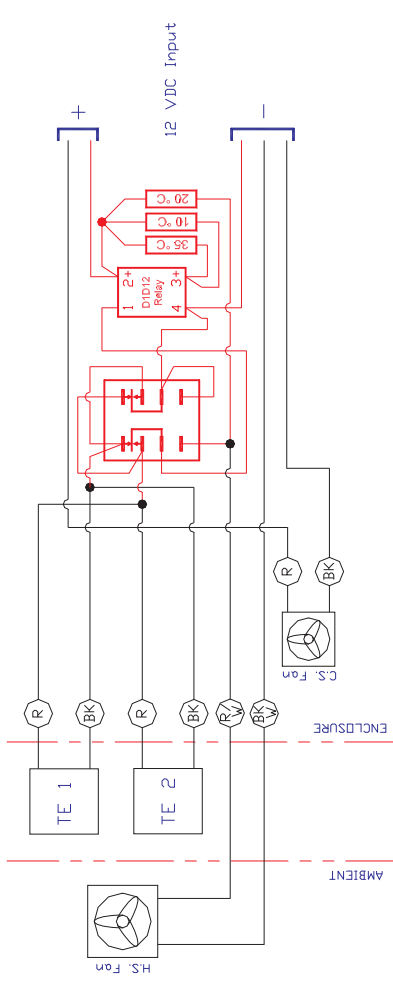 12 VDC Input
+
−
20 °C
10 °C
35 °C
1
2+
D1D12
Relay
4
3+
R
BK
R
BK
R
BK
R/
W
BK/
W
C.S. Fan
ENCLOSURE
TE 1
TE 2
AMBIENT
H.S. Fan